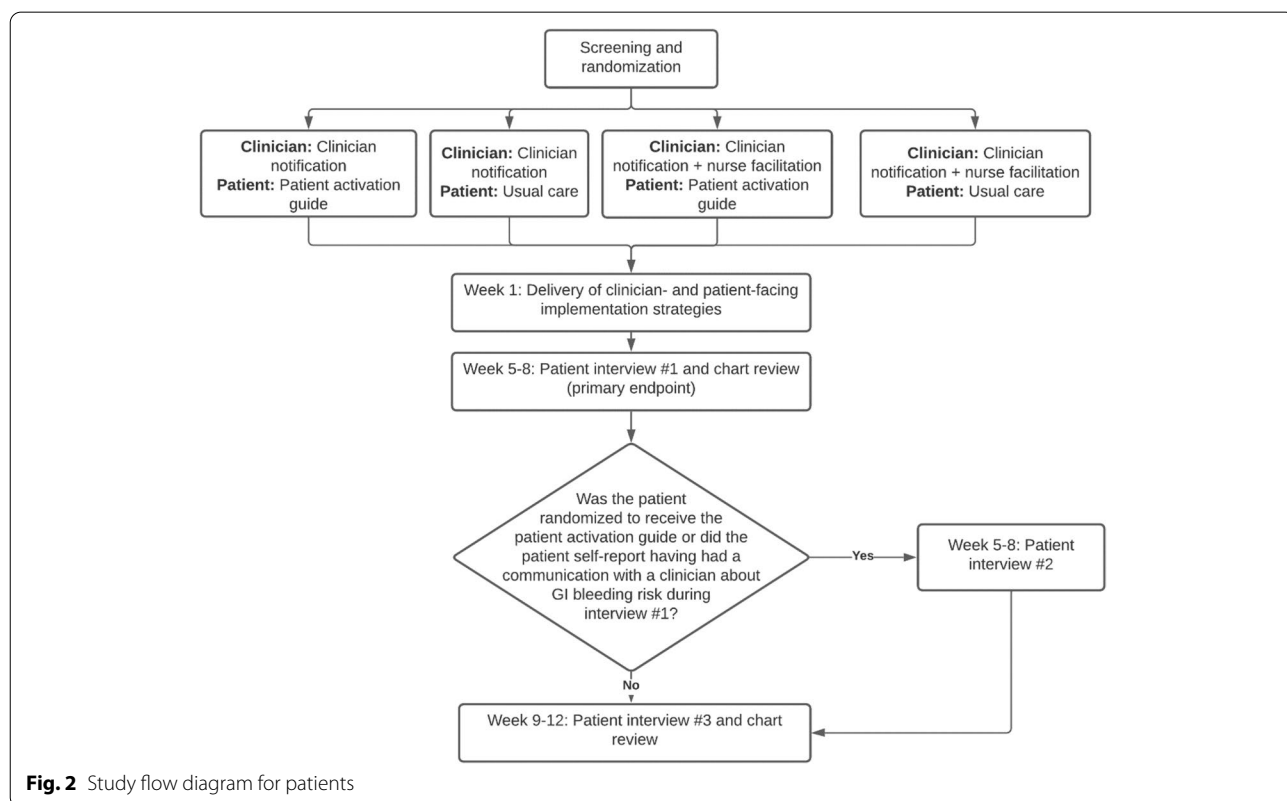 Screening and
randomization
Clinician: Clinician
notification
Patient: Patient activation
guide
Clinician: Clinician
notification
Patient: Usual care
Clinician: Clinician
notification + nurse facilitation
Patient: Patient activation
guide
Clinician: Clinician
notification + nurse facilitation
Patient: Usual care
Week 1: Delivery of clinician- and patient-facing
implementation strategies
Week 5-8: Patient interview #1 and chart review
(primary endpoint)
Was the patient
randomized to receive the
patient activation guide or did the
patient self-report having had a
communication with a clinician about
GI bleeding risk during
interview #1?
Yes
Week 5-8: Patient
interview #2
No
Week 9-12: Patient interview #3 and chart
review
Fig. 2 Study flow diagram for patients